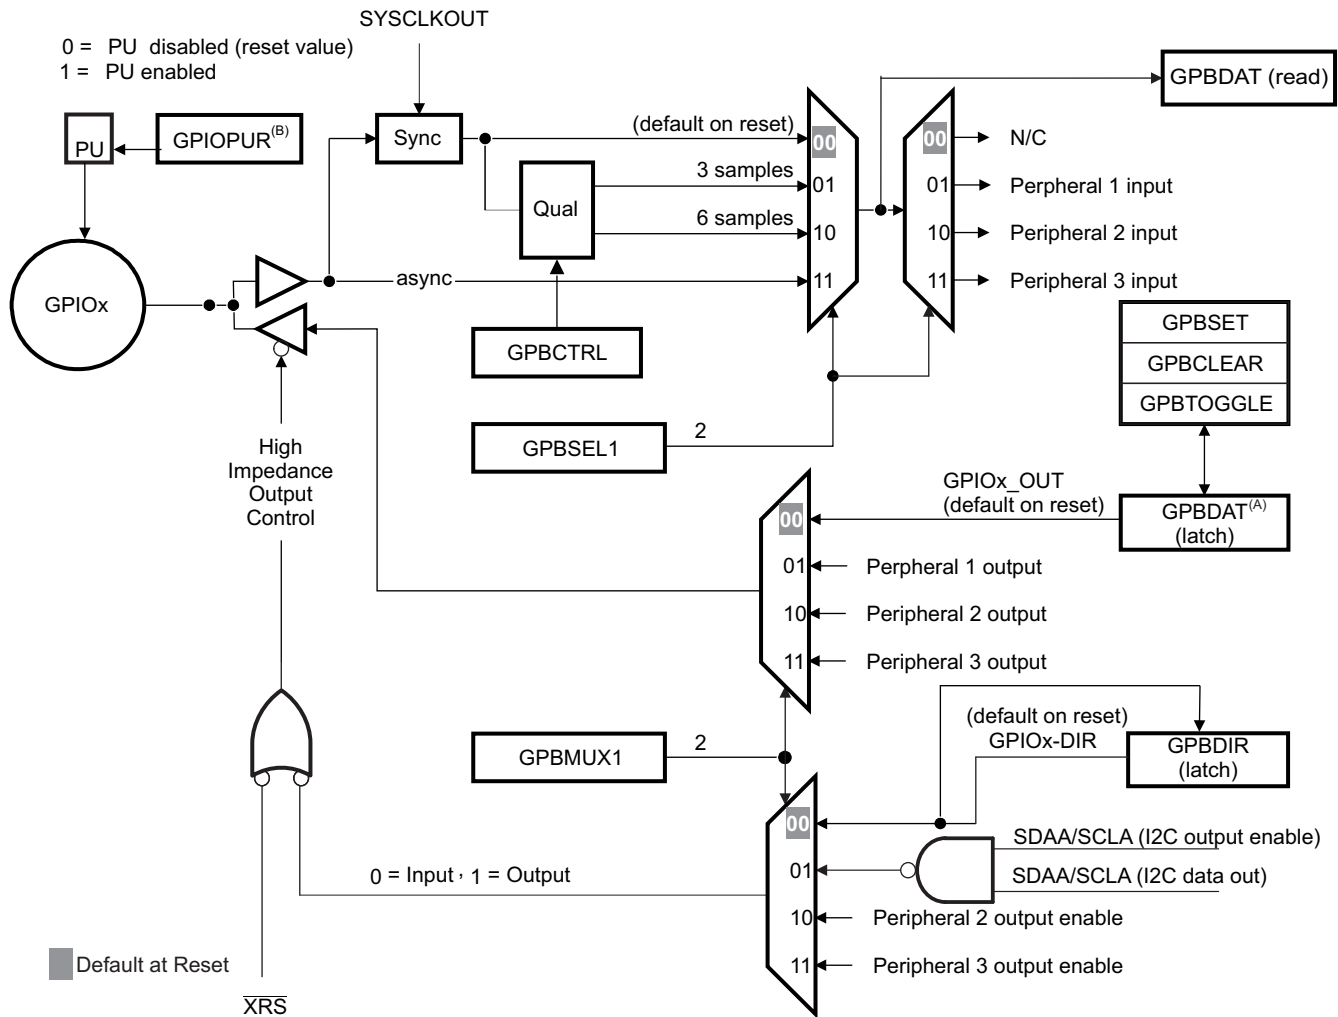 SYSCLKOUT
0 = PU disabled (reset value)
1 = PU enabled
GPBDAT (read)
PU
GPIOPUR(B)
Sync
(default on reset)
00
00
N/C
3 samples
01
01
Perpheral 1 input
Qual
6 samples
10
10
Peripheral 2 input
async
11
11
Peripheral 3 input
GPIOx
GPBCTRL
GPBSET
GPBCLEAR
GPBTOGGLE
GPBSEL1
2
High
Impedance
Output
Control
GPIOx_OUT
(default on reset)
GPBDAT(A)
(latch)
00
01
Perpheral 1 output
10
Peripheral 2 output
11
Peripheral 3 output
GPBMUX1
2
(default on reset)
GPIOx-DIR
GPBDIR
(latch)
00
SDAA/SCLA (I2C output enable)
01
SDAA/SCLA (I2C data out)
0 = Input, 1 = Output
10
Peripheral 2 output enable
11
Peripheral 3 output enable
Default at Reset
XRS